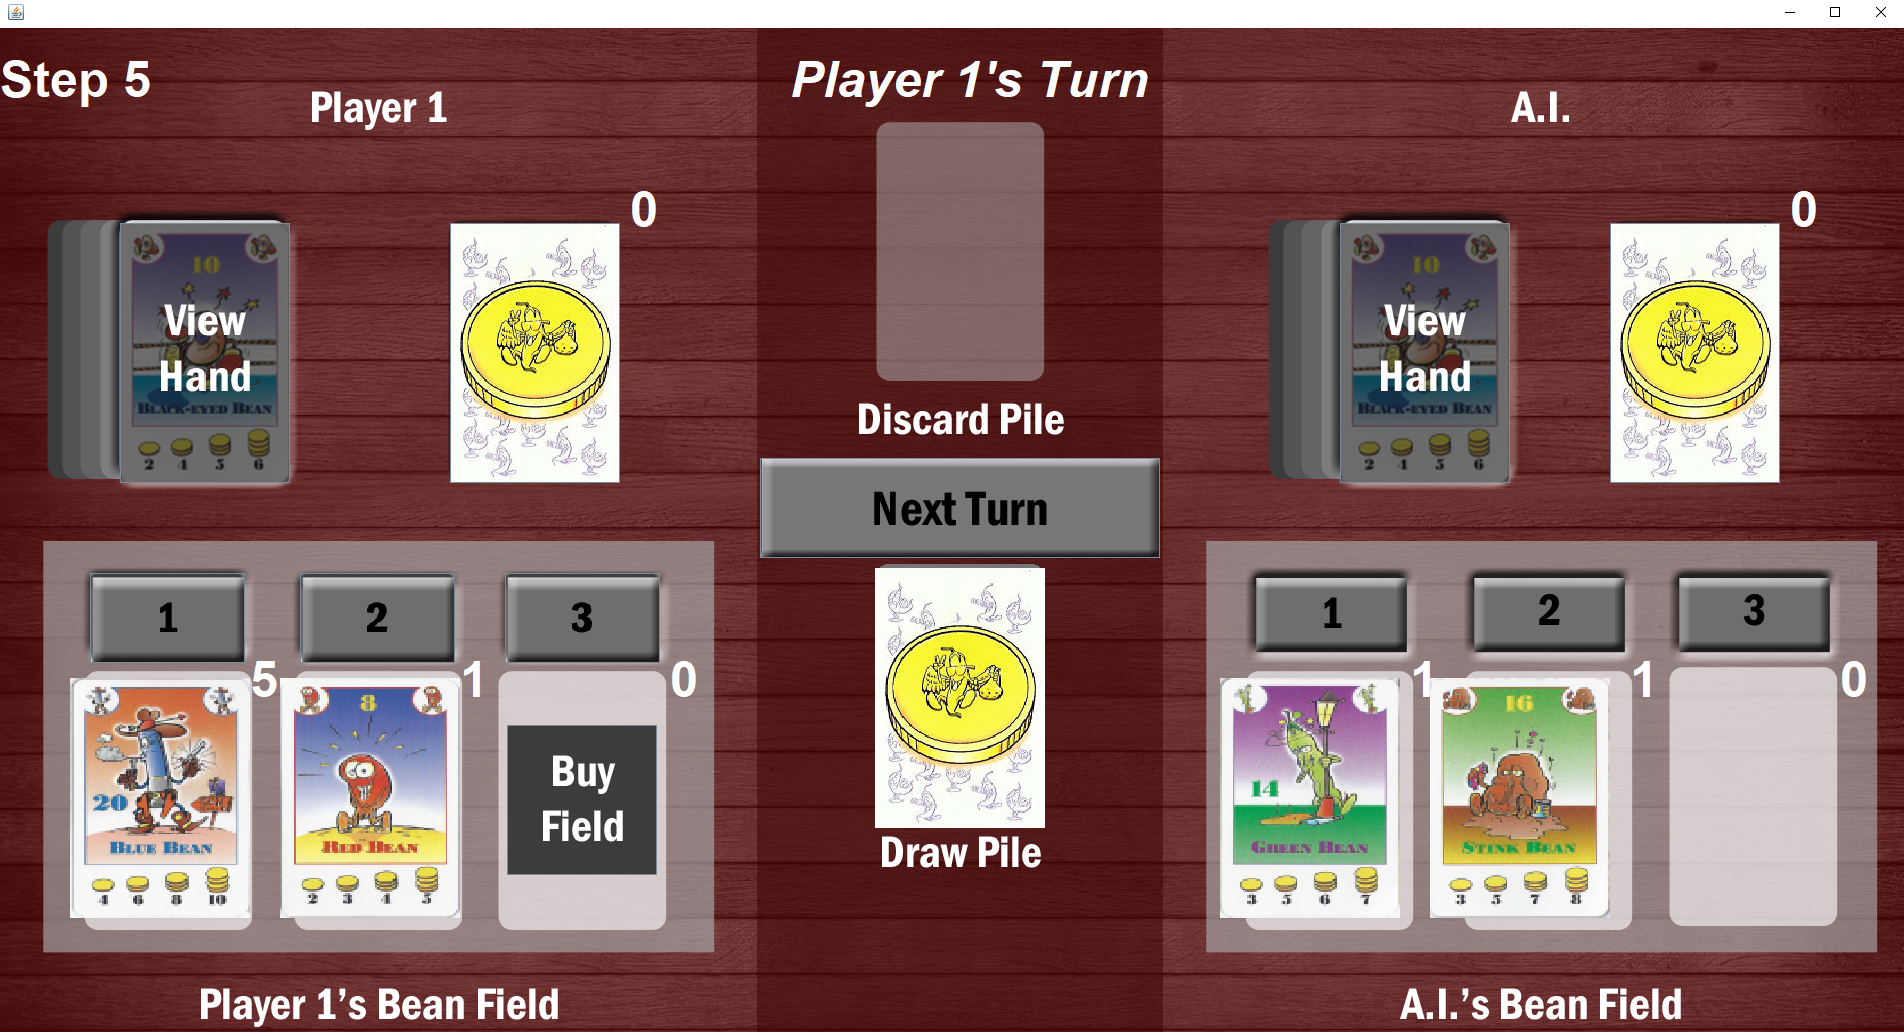 Step 5
Player 1
Player 1's Turn
A.I.
0
0
10
View
Hand
BLACK-EYED BEAN
2 4 5 6
10
View
Hand
BLACK-EYED BEAN
2 4 5 6
Discard Pile
Next Turn
1
2
3
1
2
3
5
1
0
1
1
0
20
BLUE BEAN
4 6 8 10
8
RED BEAN
2 3 4 5
Buy
Field
14
GREEN BEAN
3 5 6 7
16
STINK BEAN
3 5 7 8
Draw Pile
Player 1's Bean Field
A.I.'s Bean Field